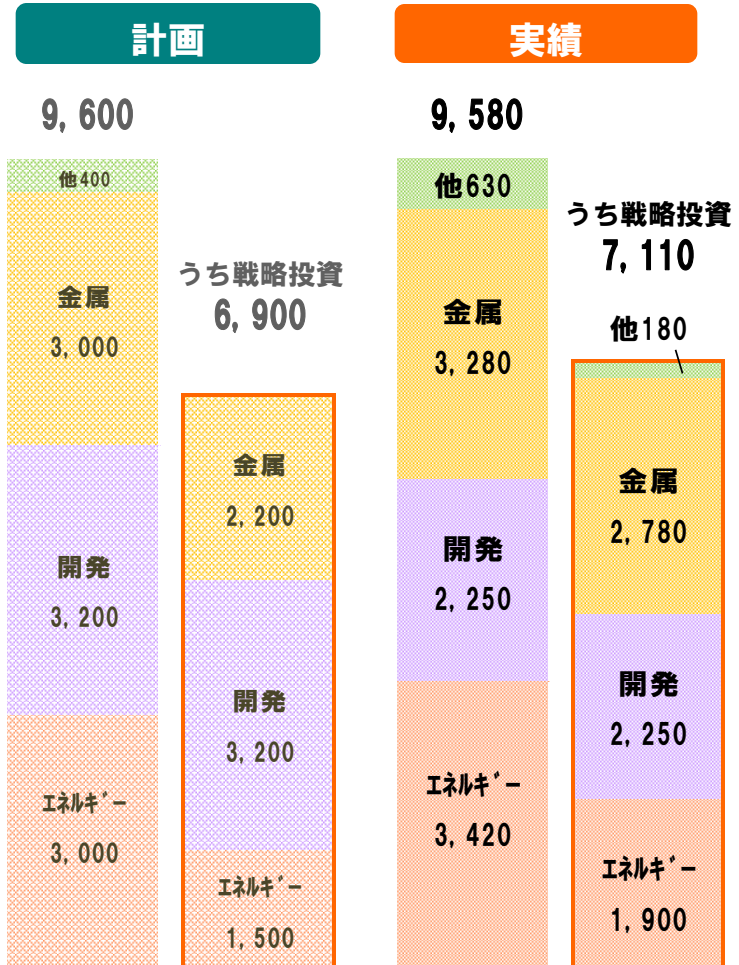 計画
9,600
他400
金属
3,000
開発
3,200
エネルギー
3,000
うち戦略投資
6,900
金属
2,200
開発
3,200
エネルギー
1,500
実績
9,580
他630
金属
3,280
開発
2,250
エネルギー
3,420
うち戦略投資
7,110
他180
金属
2,780
開発
2,250
エネルギー
1,900